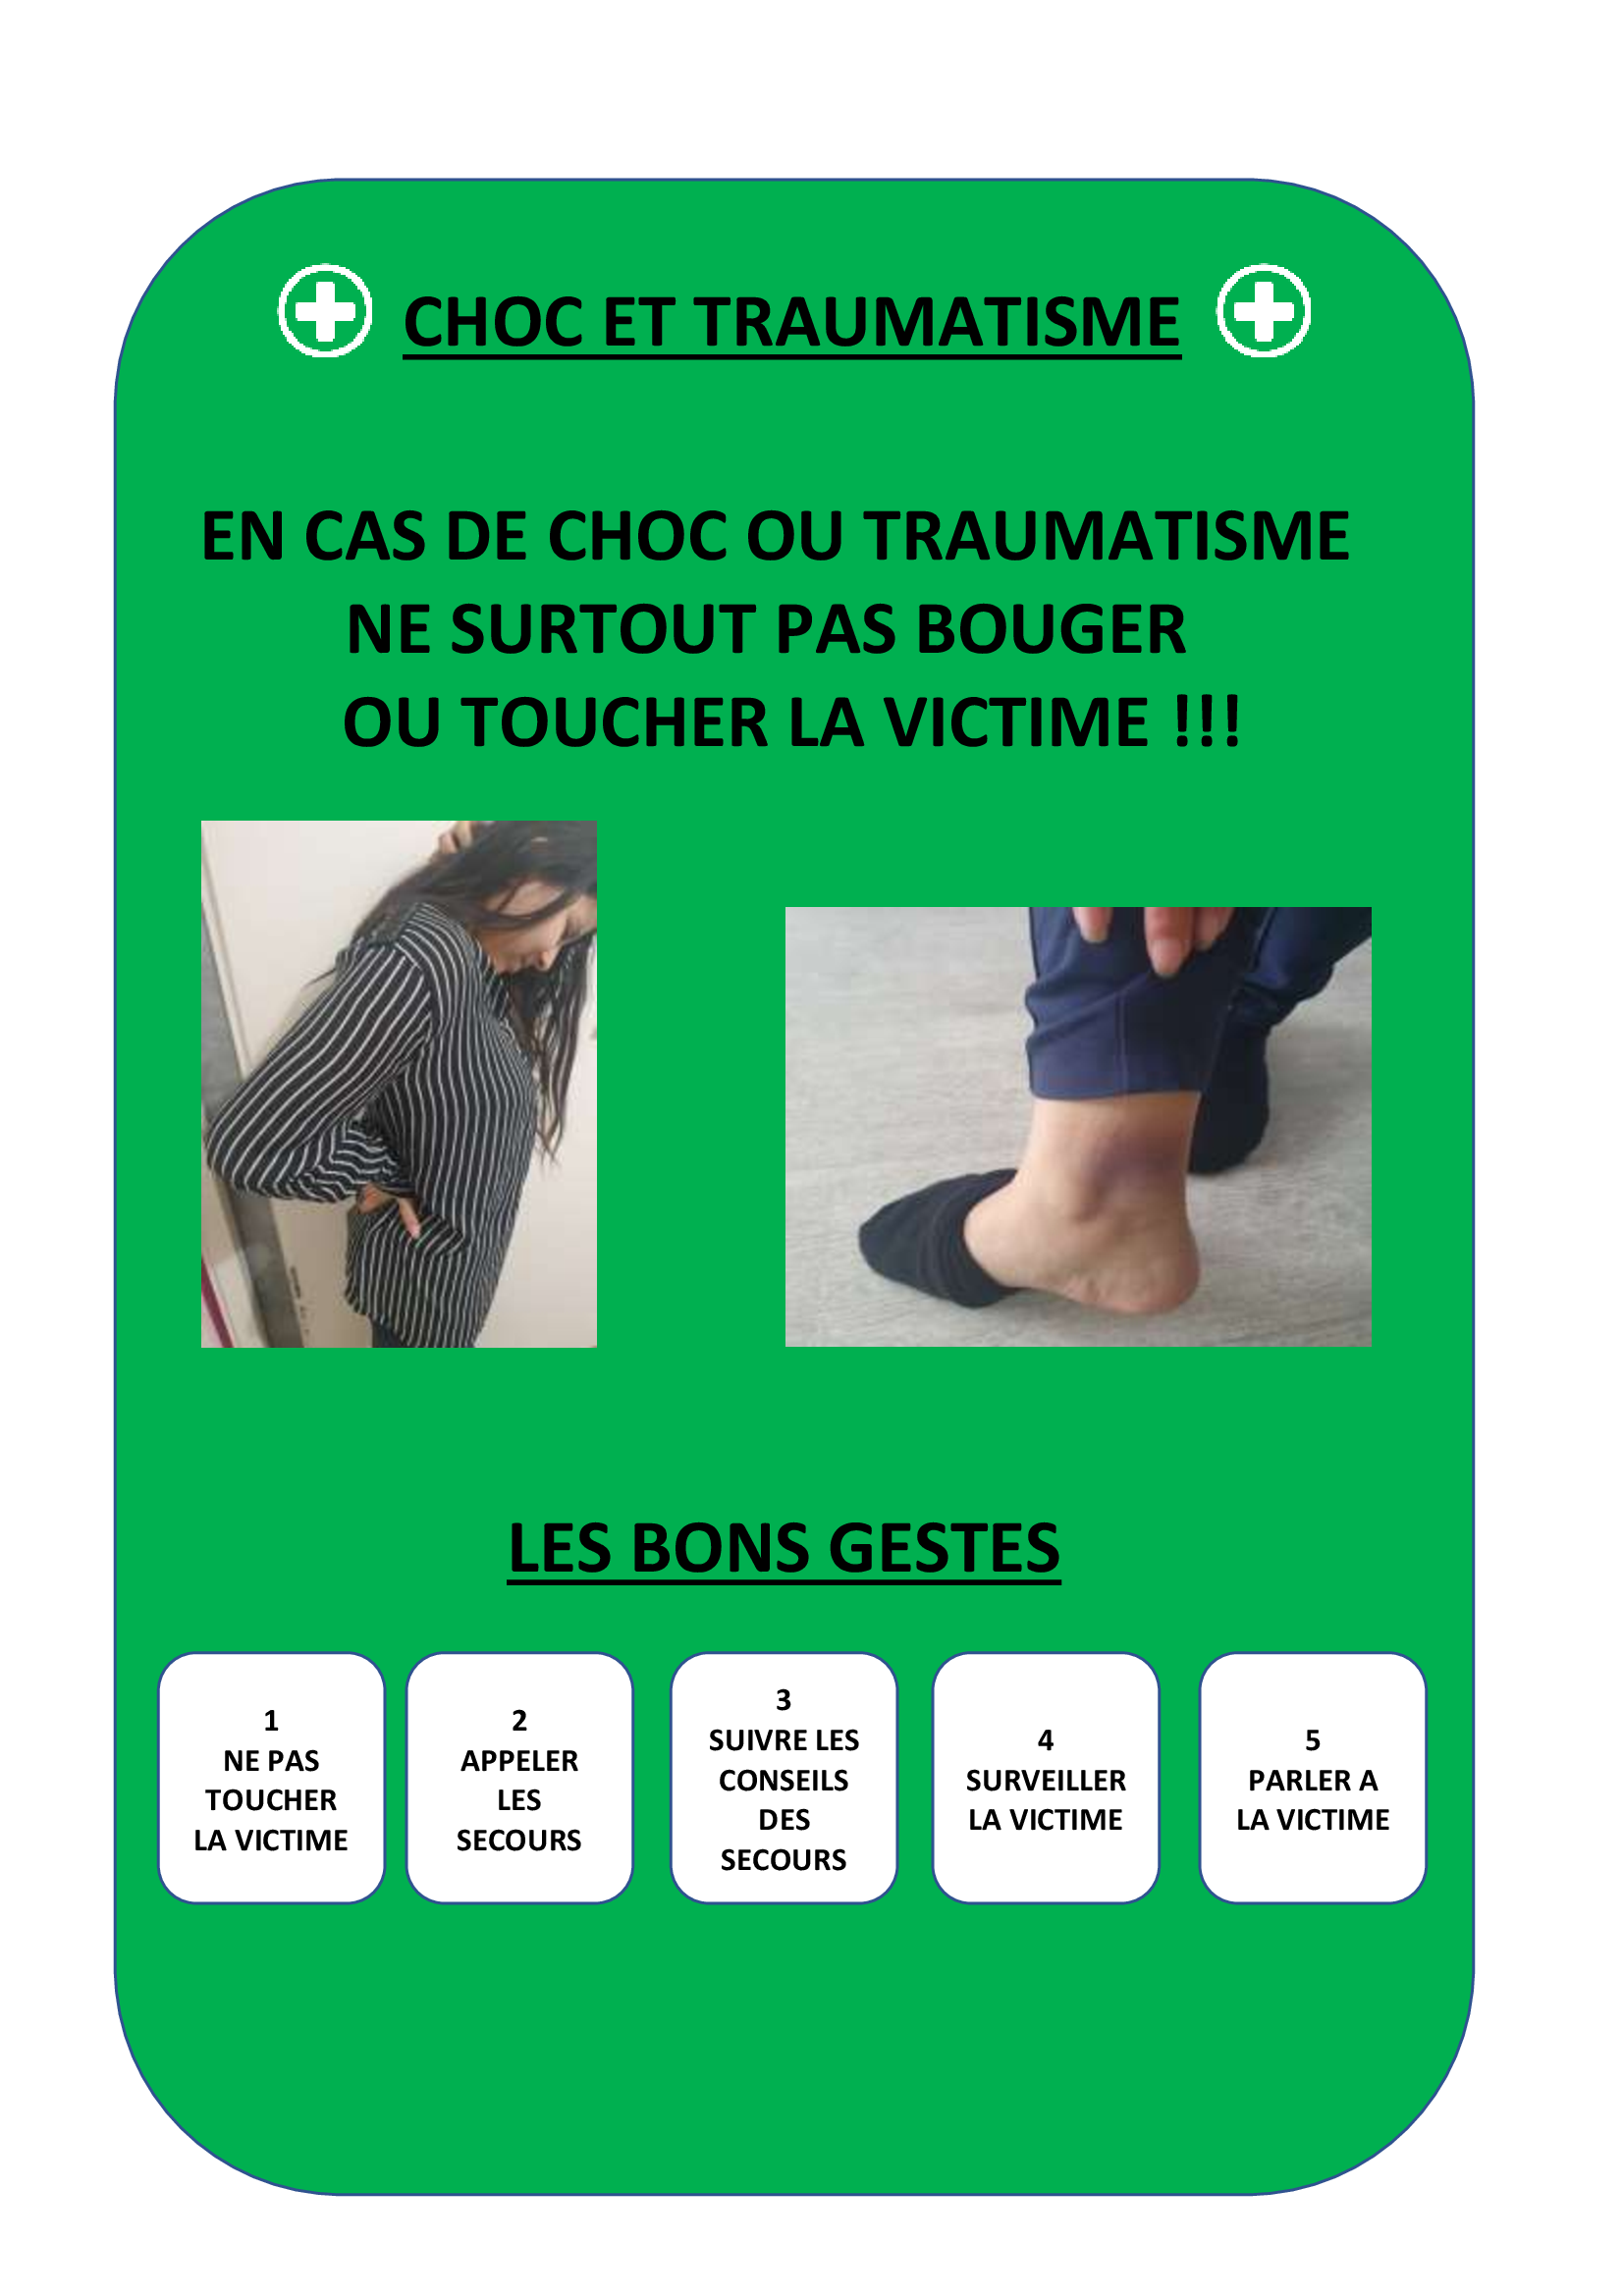 CHOC ET TRAUMATISME
EN CAS DE CHOC OU TRAUMATISME
NE SURTOUT PAS BOUGER
OU TOUCHER LA VICTIME !!!
LES BONS GESTES
1
NE PAS
TOUCHER
LA VICTIME
2
APPELER
LES
SECOURS
3
SUIVRE LES
CONSEILS
DES
SECOURS
4
SURVEILLER
LA VICTIME
5
PARLER A
LA VICTIME